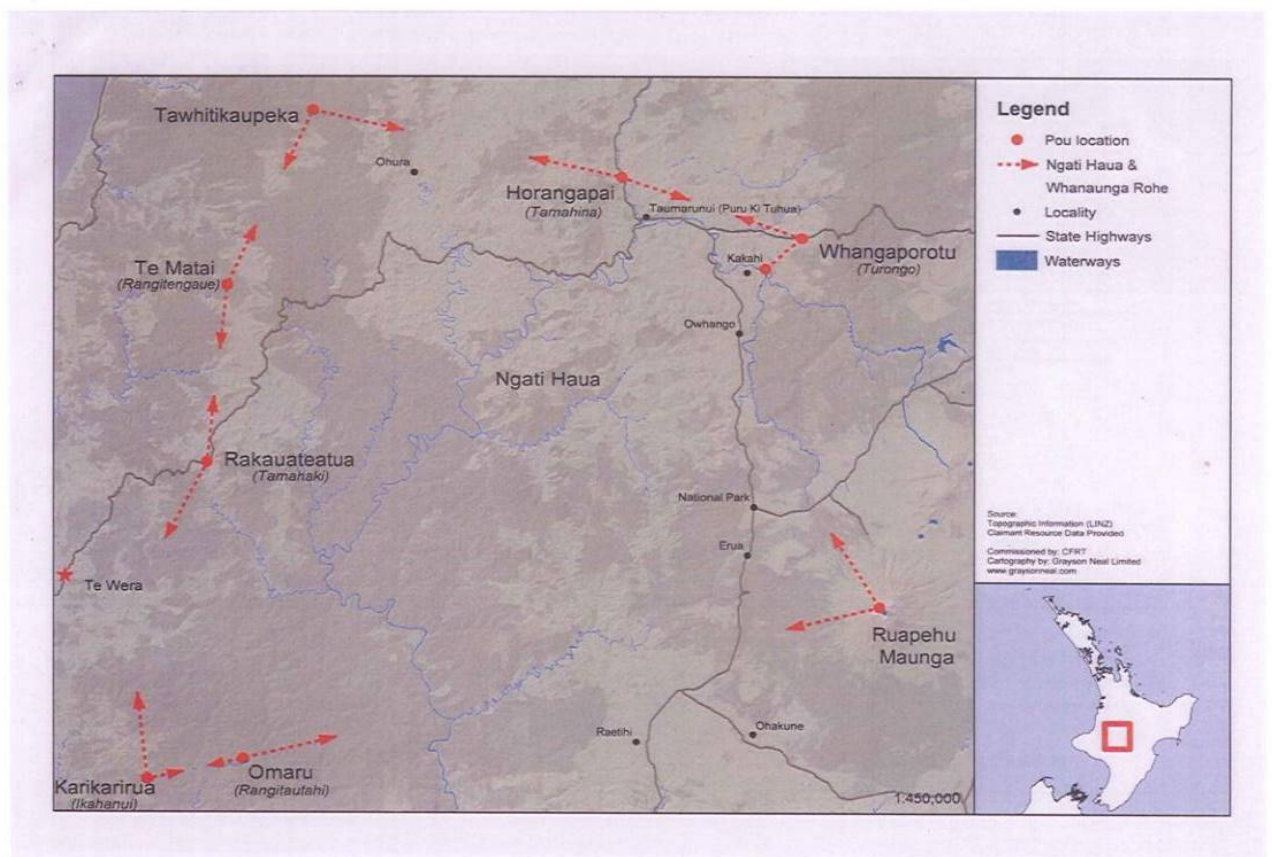 Tawhitikaupeka
Ohura
Horangapai
(Tamahina)
Taumarunui (Puru Ki Tuhua)
Whangaporotu
(Turongo)
Kakahi
Te Matai
(Rangitengaue)
Owhango
Ngati Haua
Rakauateatua
(Tamahaki)
National Park
Erua
Te Wera
Ruapehu
Maunga
Raetihi
Ohakune
Karikarirua
(Ikahanui)
Omaru
(Rangitautahi)
1:450,000
Legend
Pou location
Ngati Haua &
Whanaunga Rohe
Locality
State Highways
Waterways
Source:
Topographic Information (LINZ)
Claimant Resource Data Provided
Commissioned by: CFRT
Cartography by: Grayson Neal Limited
www.graysonneal.com